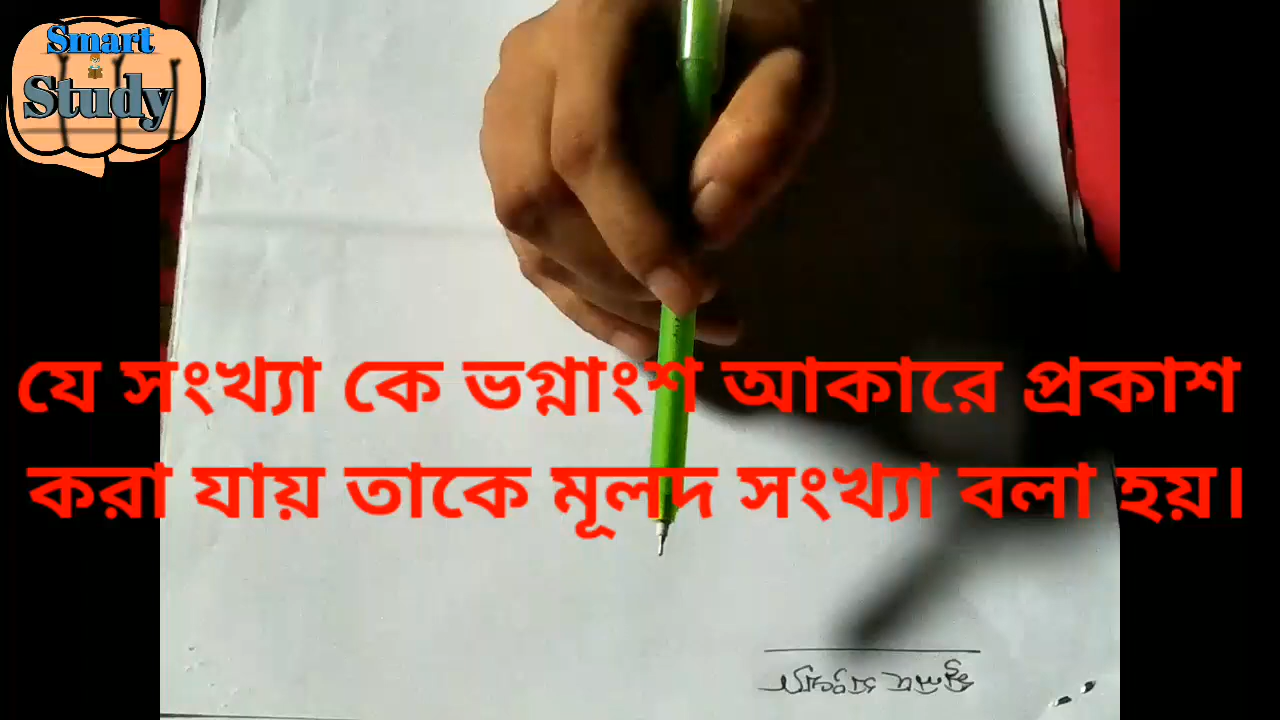 Smart
Study
যে সংখ্যা কে ভগ্নাংশ আকারে প্রকাশ
করা যায় তাকে মূলদ সংখ্যা বলা হয়।